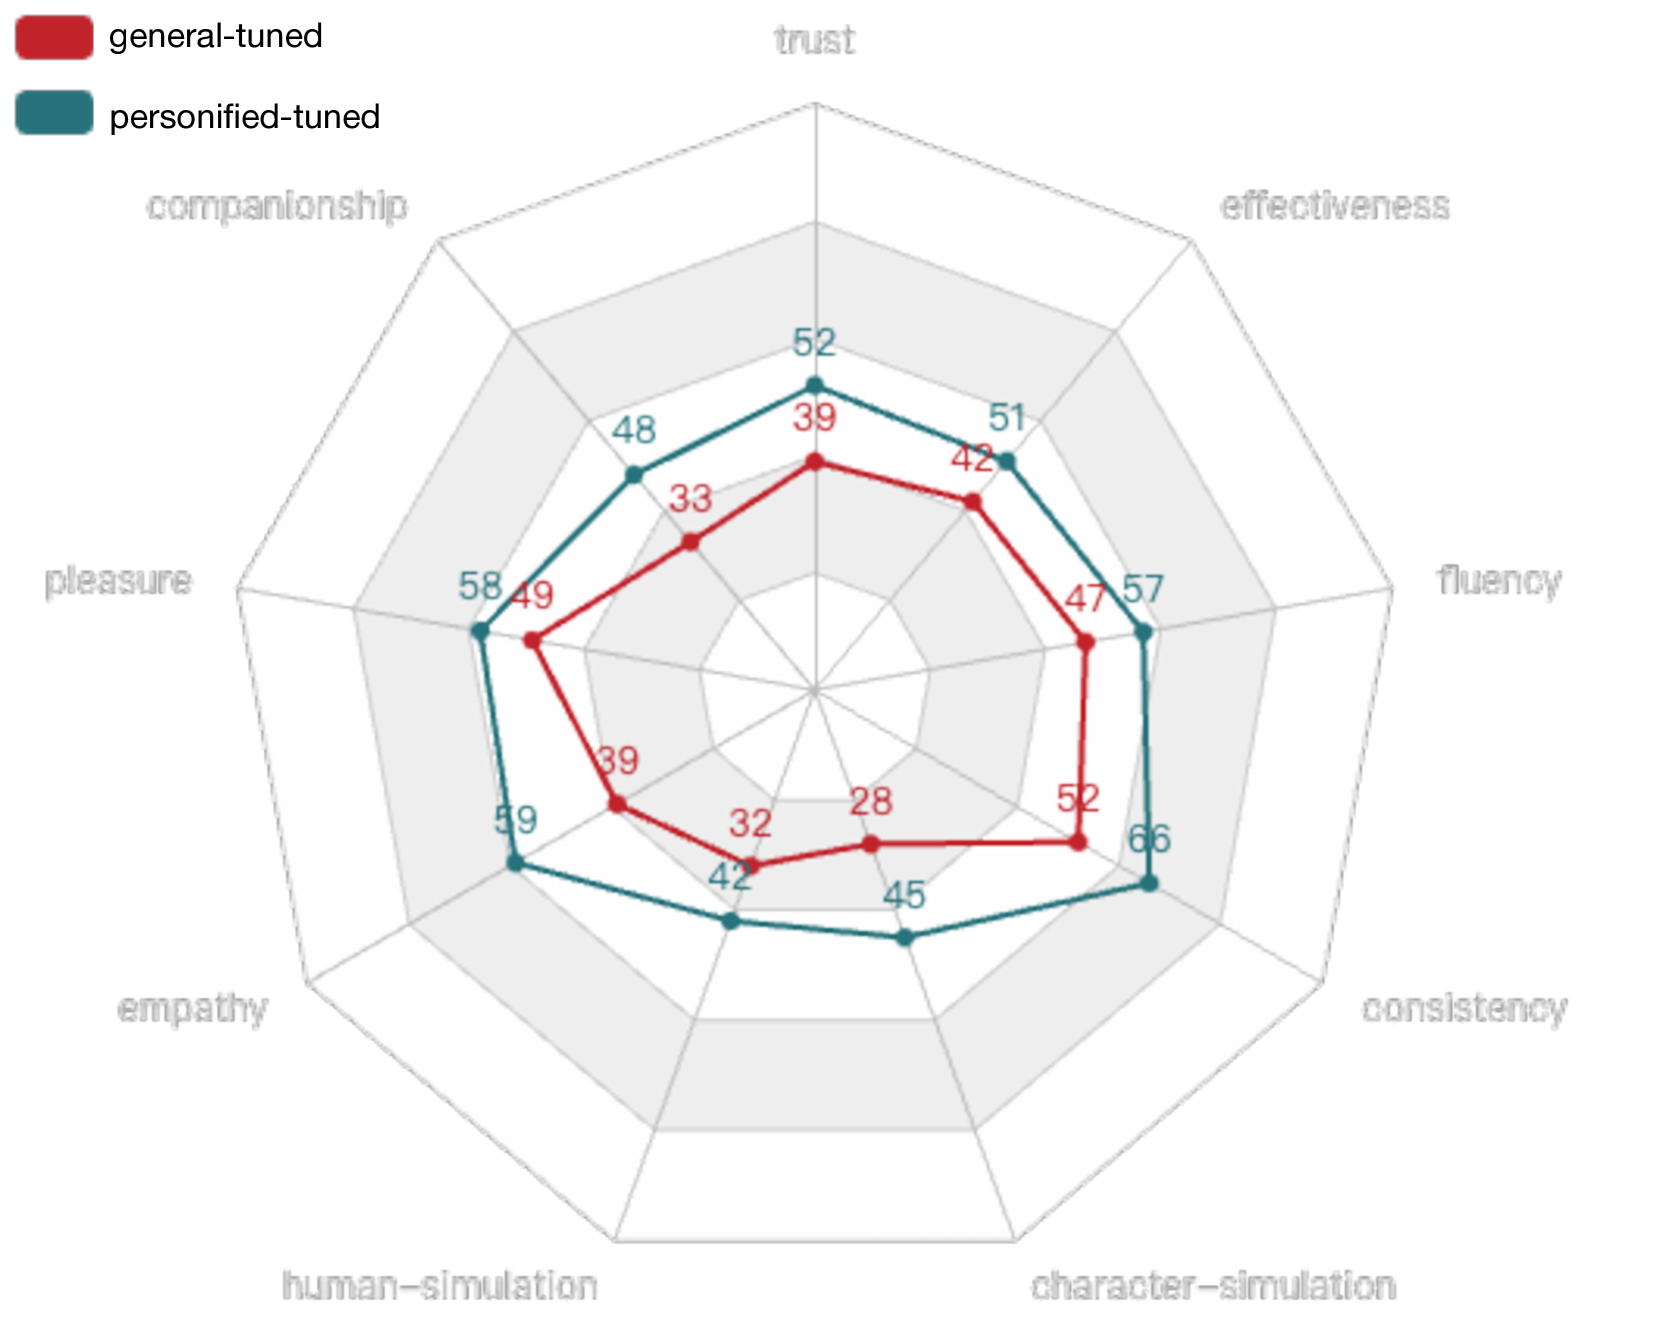 general-tuned
personified-tuned
trust
companionship
effectiveness
52
39
48
51
42
33
pleasure
fluency
58
49
47
57
39
59
52
66
32
28
42
45
empathy
consistency
human-simulation
character-simulation